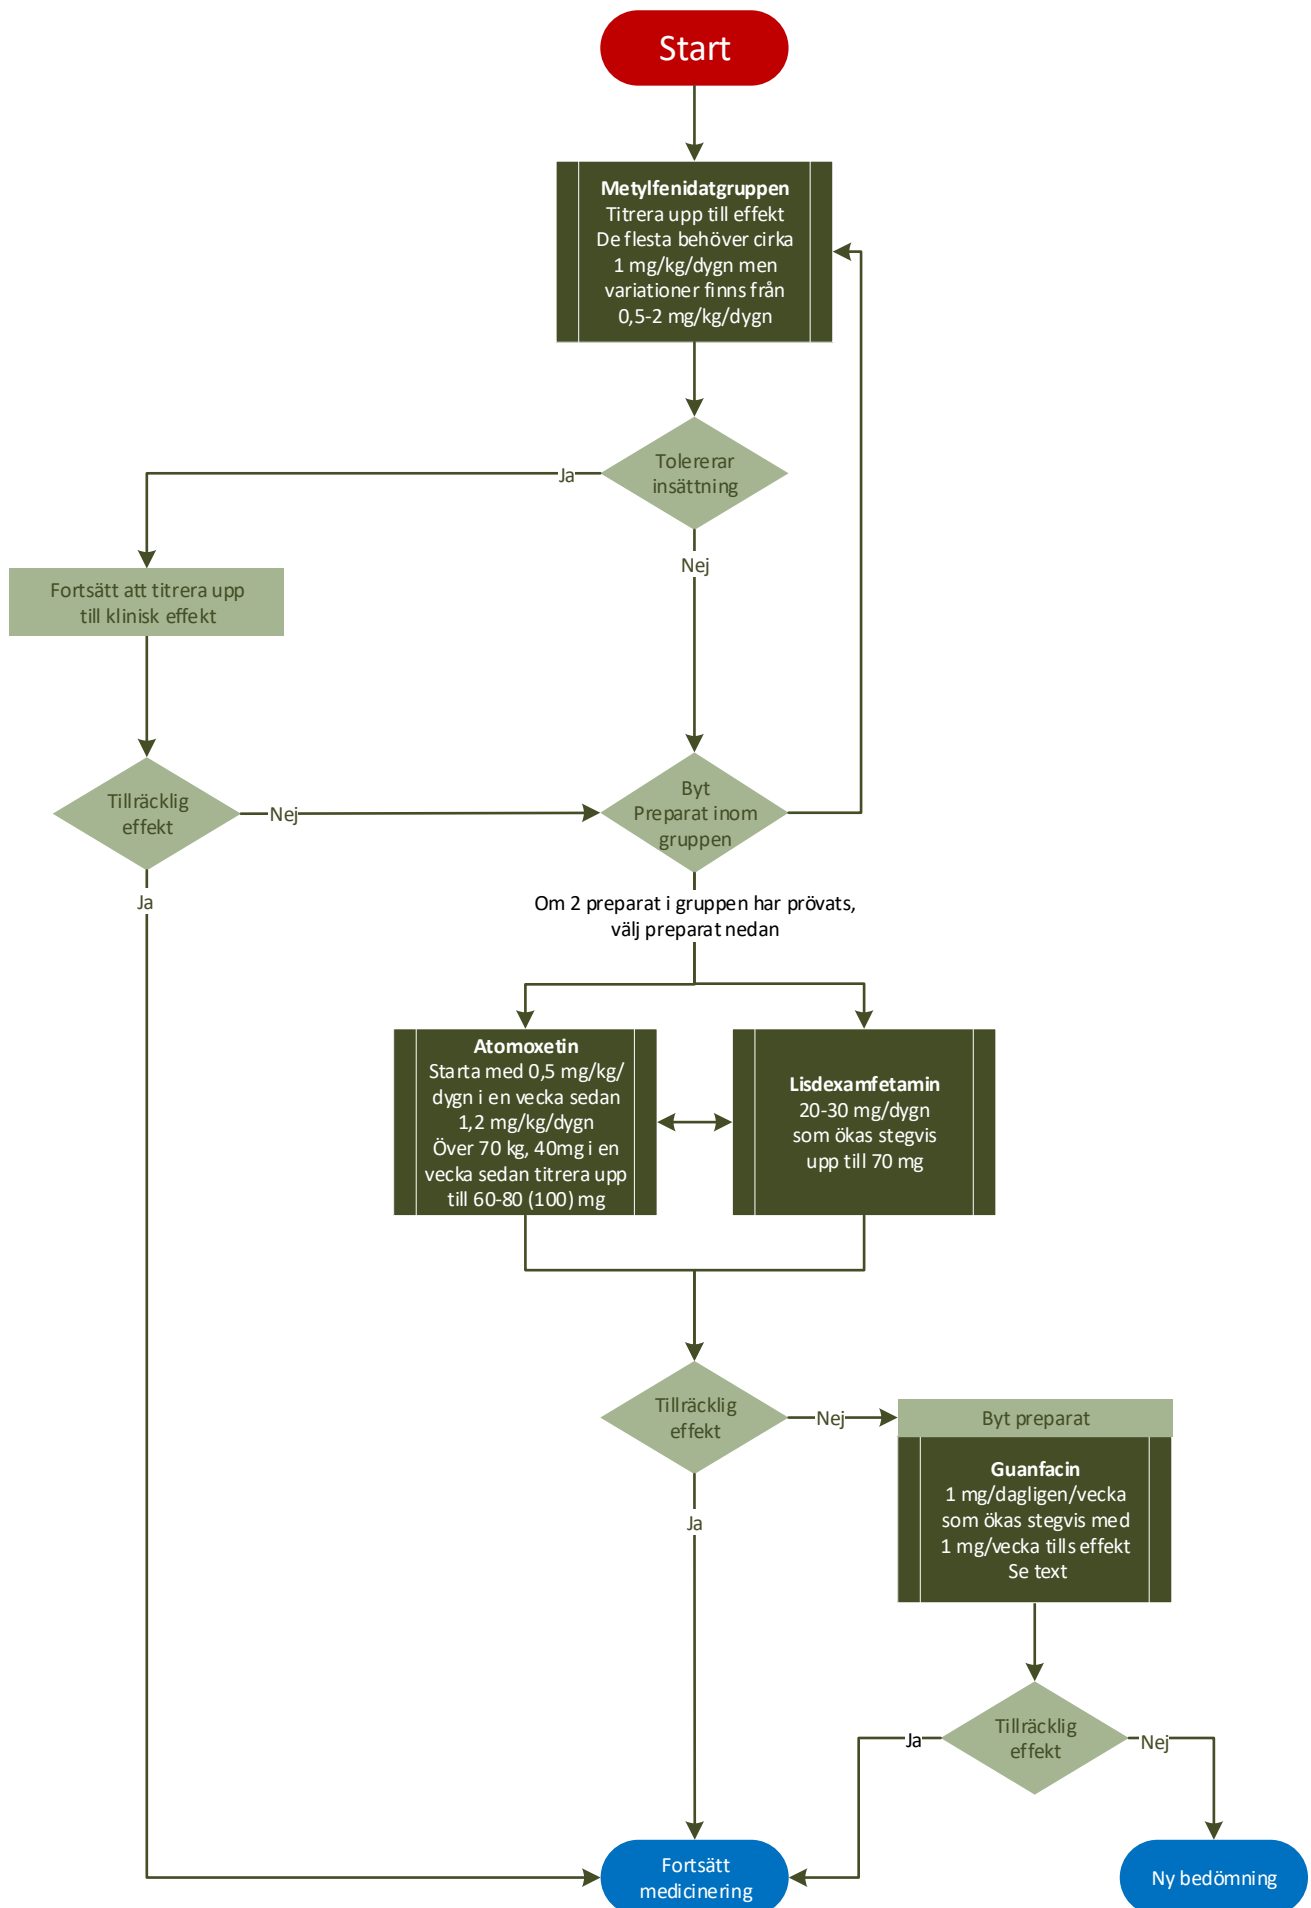 Start
Metylfenidatgruppen
Titrera upp till effekt
De flesta behöver cirka
1 mg/kg/dygn men
variationer finns från
0,5-2 mg/kg/dygn
Tolererar
insättning
Ja
Nej
Fortsätt att titrera upp
till klinisk effekt
Tillräcklig
effekt
Nej
Byt
Preparat inom
gruppen
Ja
Om 2 preparat i gruppen har prövats,
välj preparat nedan
Atomoxetin
Starta med 0,5 mg/kg/
dygn i en vecka sedan
1,2 mg/kg/dygn
Över 70 kg, 40mg i en
vecka sedan titrera upp
till 60-80 (100) mg
Lisdexamfetamin
20-30 mg/dygn
som ökas stegvis
upp till 70 mg
Tillräcklig
effekt
Nej
Byt preparat
Guanfacin
1 mg/dagligen/vecka
som ökas stegvis med
1 mg/vecka tills effekt
Se text
Ja
Tillräcklig
effekt
Ja
Nej
Fortsätt
medicinering
Ny bedömning